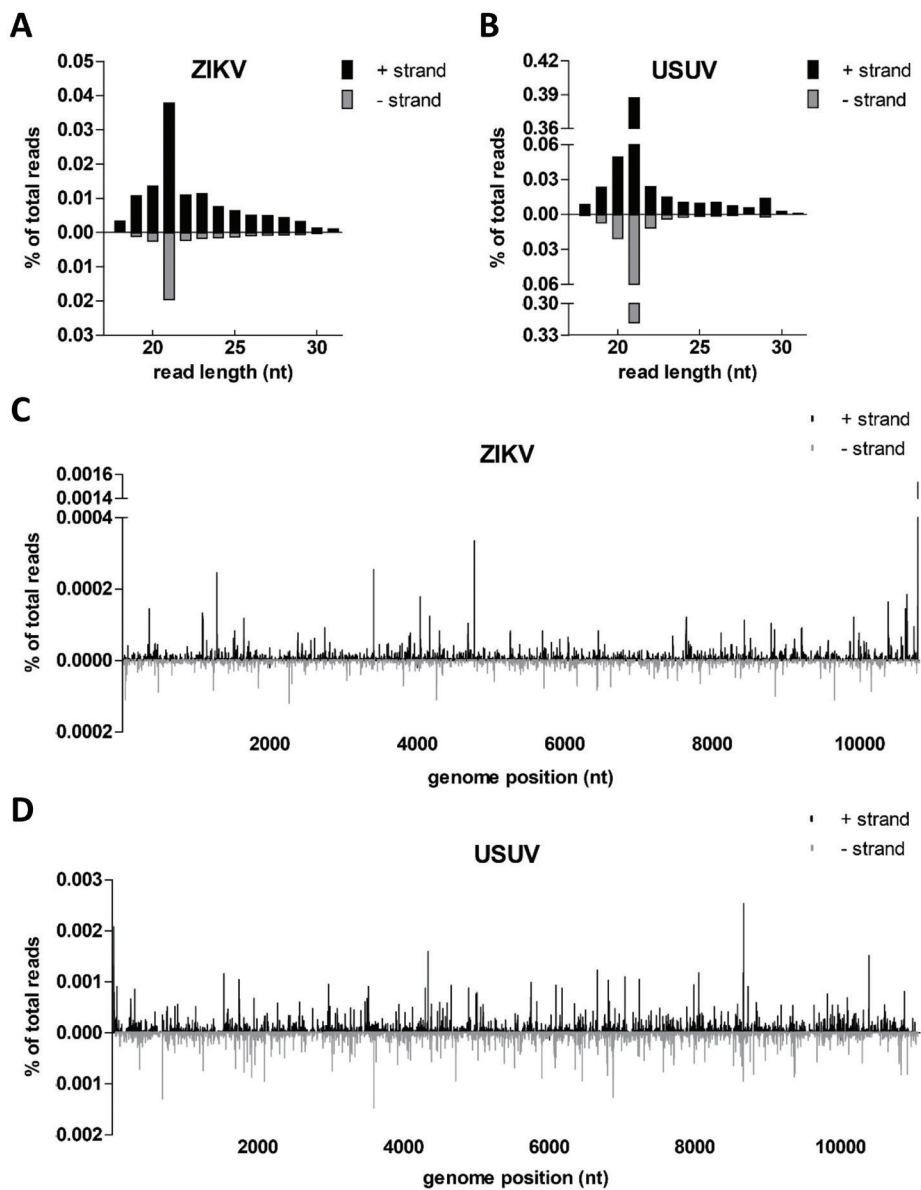 A
ZIKV
+ strand
- strand
0.05
0.04
0.03
0.02
0.01
0.00
0.01
0.02
0.03
% of total reads
20 25 30
read length (nt)
B
USUV
+ strand
- strand
0.42
0.39
0.36
0.06
0.03
0.00
0.03
0.06
0.30
0.33
% of total reads
20 25 30
read length (nt)
C
ZIKV
+ strand
- strand
0.0016
0.0014
0.0004
0.0002
0.0000
0.0002
% of total reads
2000 4000 6000 8000 10000
genome position (nt)
D
USUV
+ strand
- strand
0.003
0.002
0.001
0.000
0.001
0.002
% of total reads
2000 4000 6000 8000 10000
genome position (nt)